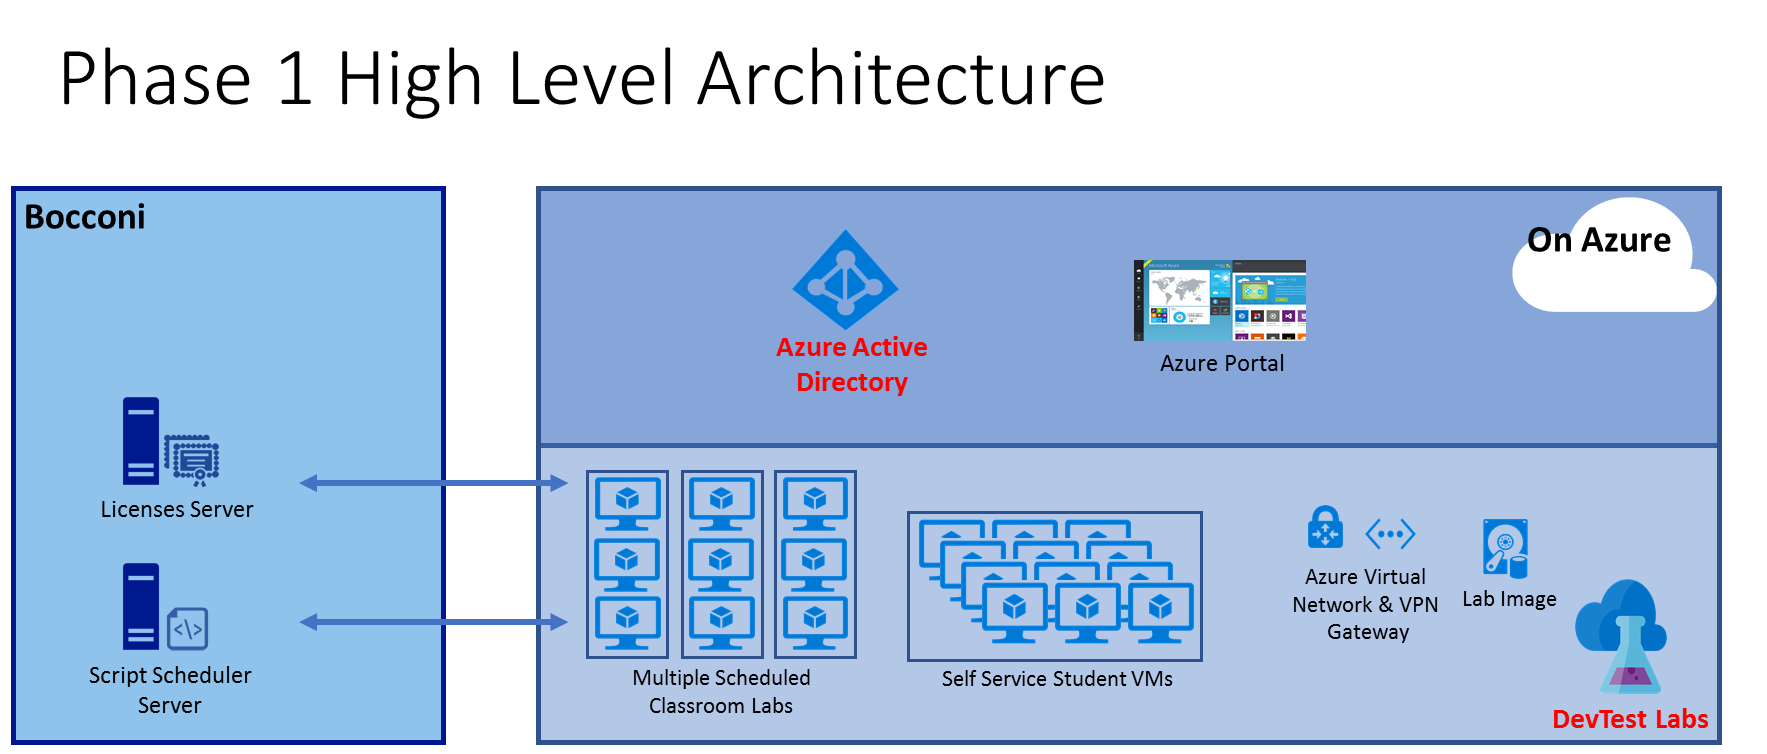 Phase 1 High Level Architecture
Bocconi
On Azure
Azure Active
Directory
Azure Portal
Licenses Server
Script Scheduler
Server
Multiple Scheduled
Classroom Labs
Self Service Student VMs
Azure Virtual
Network & VPN
Gateway
Lab Image
DevTest Labs